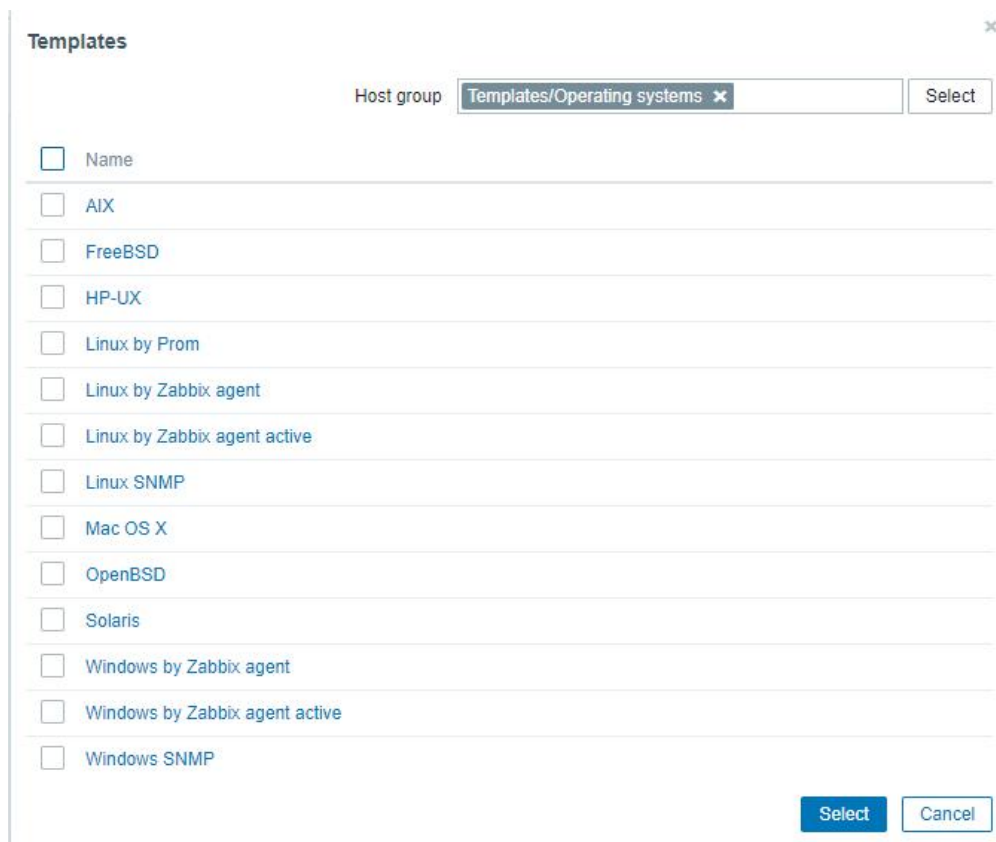 Templates
Host group Templates/Operating systems Select
Name
AIX
FreeBSD
HP-UX
Linux by Prom
Linux by Zabbix agent
Linux by Zabbix agent active
Linux SNMP
Mac OS X
OpenBSD
Solaris
Windows by Zabbix agent
Windows by Zabbix agent active
Windows SNMP
Select Cancel